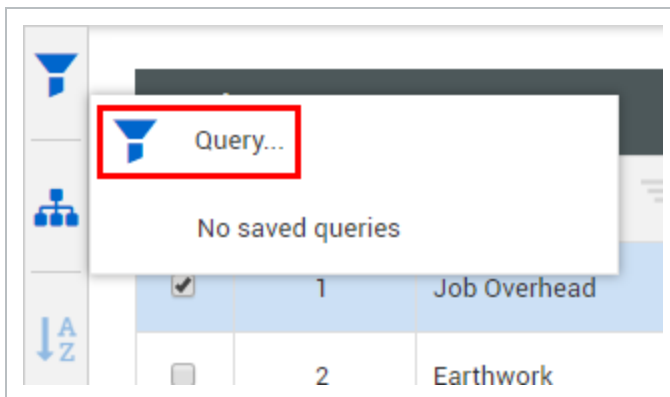 Query...
No saved queries
1 Job Overhead
A
Z
2 Earthwork